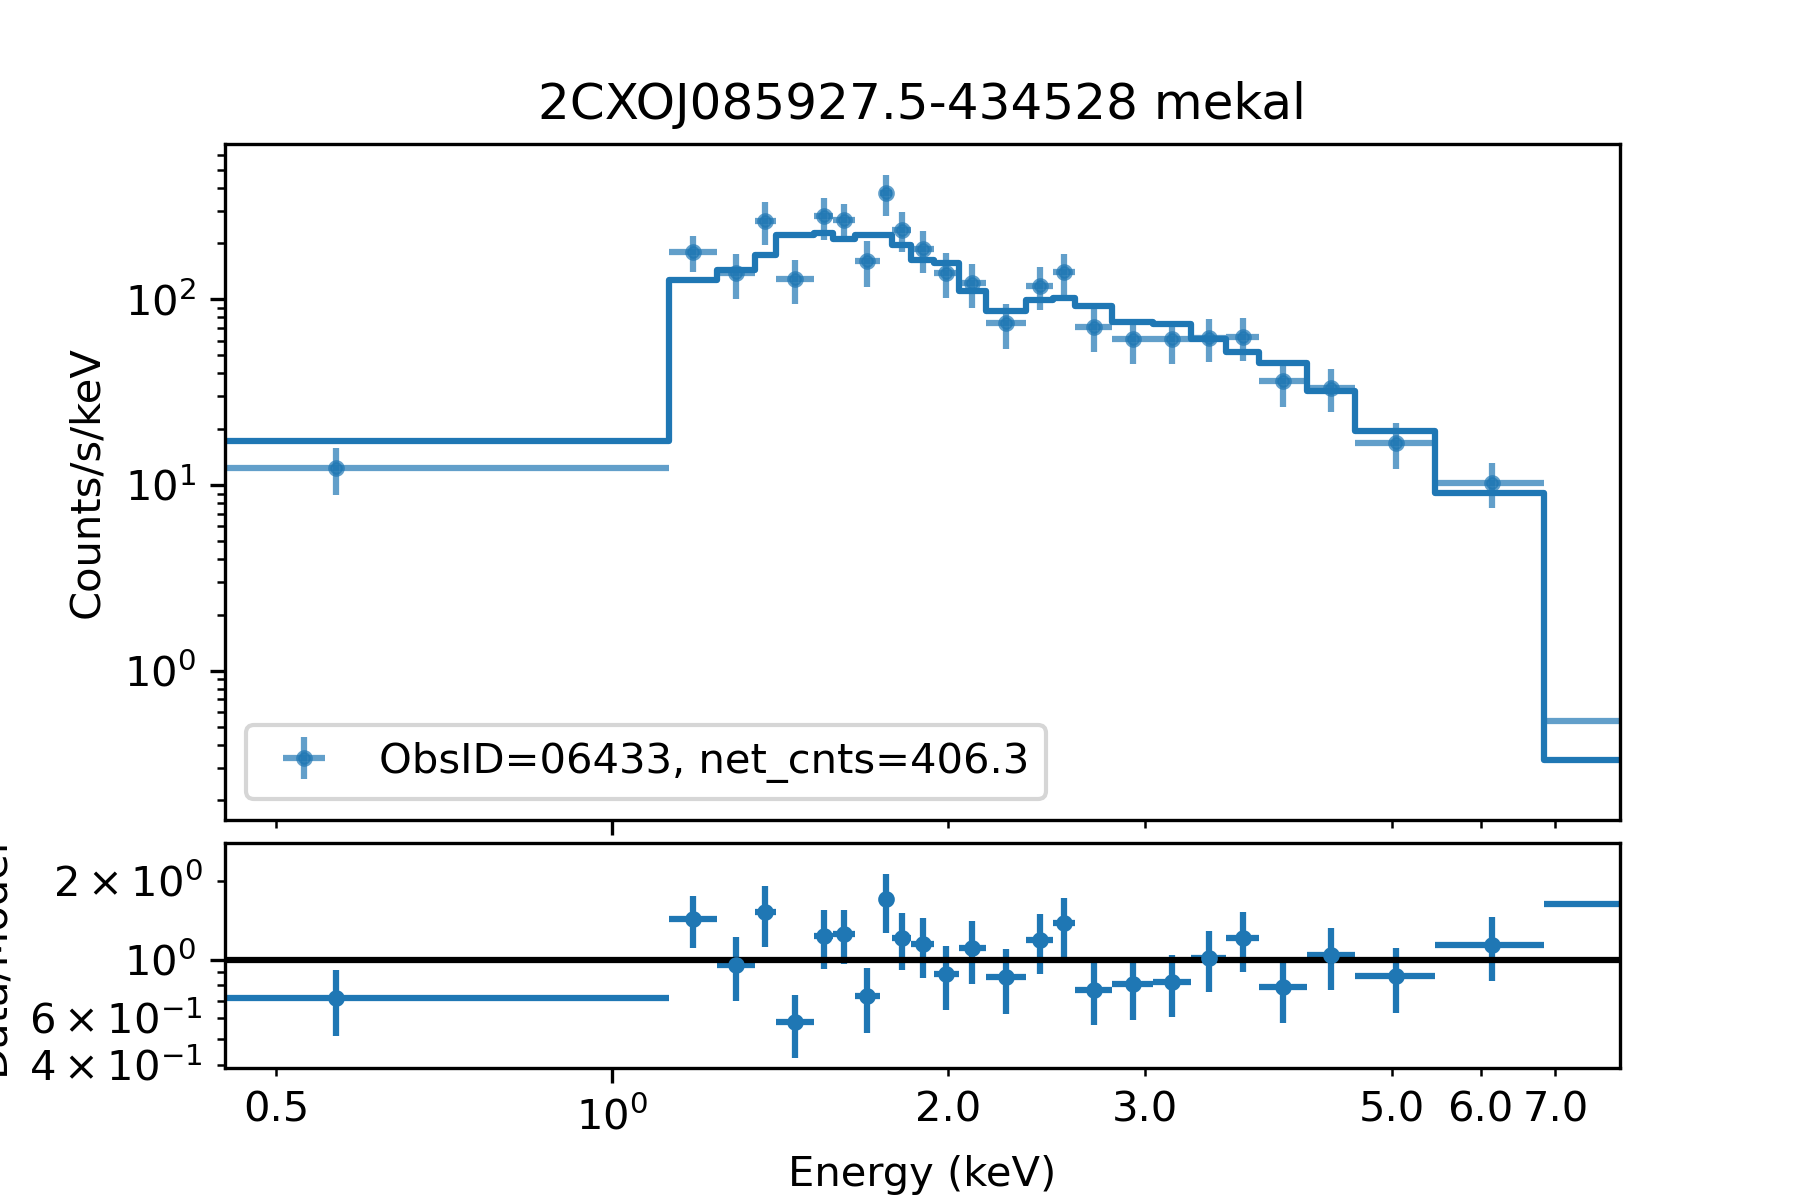 2CXOJ085927.5-434528 mekal
Counts/s/keV
10²
10¹
10⁰
ObsID=06433, net_cnts=406.3
2 × 10⁰
10⁰
6 × 10⁻¹
4 × 10⁻¹
0.5 10⁰ 2.0 3.0 5.0 6.0 7.0
Energy (keV)